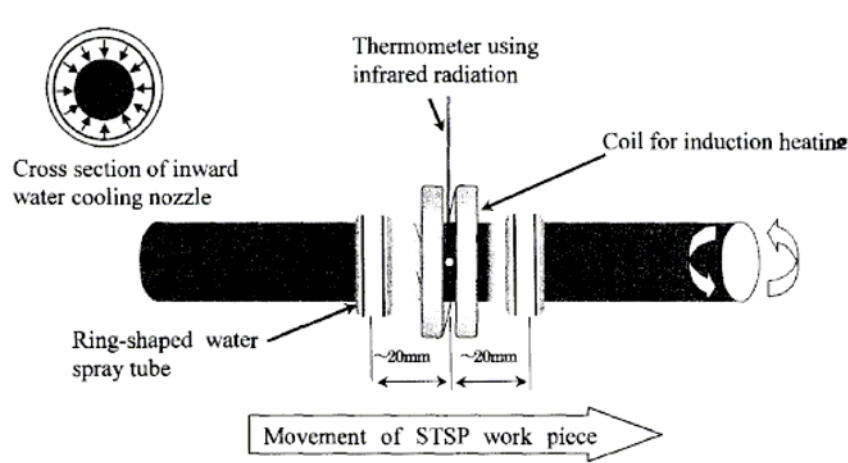 Thermometer using
infrared radiation
Coil for induction heating
Cross section of inward
water cooling nozzle
Ring-shaped water
spray tube
~20mm ~20mm
Movement of STSP work piece